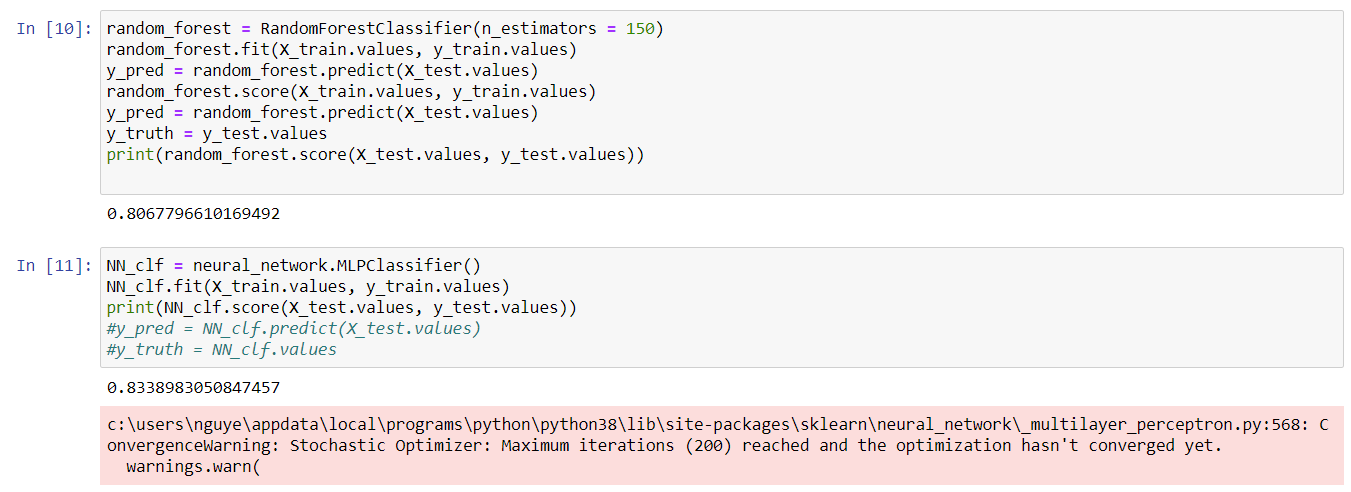 In [10]: random_forest = RandomForestClassifier(n_estimators = 150)
random_forest.fit(X_train.values, y_train.values)
y_pred = random_forest.predict(X_test.values)
random_forest.score(X_train.values, y_train.values)
y_pred = random_forest.predict(X_test.values)
y_truth = y_test.values
print(random_forest.score(X_test.values, y_test.values))
0.8067796610169492
In [11]: NN_clf = neural_network.MLPClassifier()
NN_clf.fit(X_train.values, y_train.values)
print(NN_clf.score(X_test.values, y_test.values))
#y_pred = NN_clf.predict(X_test.values)
#y_truth = NN_clf.values
0.8338983050847457
c:\users\nguye\appdata\local\programs\python\python38\lib\site-packages\sklearn\neural_network\_multilayer_perceptron.py:568: C
onvergenceWarning: Stochastic Optimizer: Maximum iterations (200) reached and the optimization hasn't converged yet.
  warnings.warn(